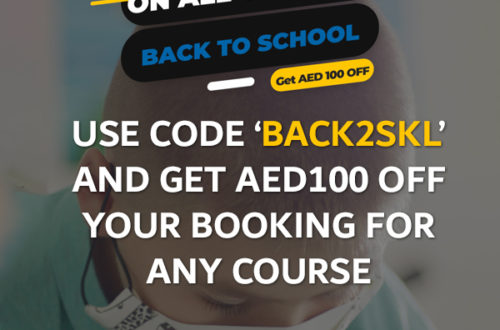 ON ALL
BACK TO SCHOOL
Get AED 100 OFF
USE CODE ‘BACK2SKL’
AND GET AED100 OFF
YOUR BOOKING FOR
ANY COURSE